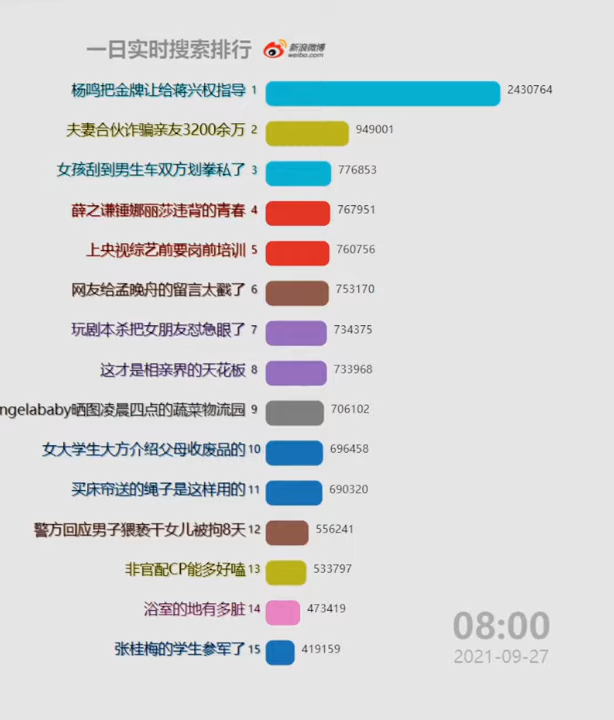 一日实时搜索排行 新浪微博 weibo.com
杨鸣把金牌让给蒋兴权指导 1 2430764
夫妻合伙诈骗亲友3200余万 2 949001
女孩刮到男生车双方划拳私了 3 776853
薛之谦锤娜丽莎违背的青春 4 767951
上央视综艺前要岗前培训 5 760756
网友给孟晚舟的留言太戳了 6 753170
玩剧本杀把女朋友怼急眼了 7 734375
这才是相亲界的天花板 8 733968
ngelababy晒图凌晨四点的蔬菜物流园 9 706102
女大学生大方介绍父母收废品的 10 696458
买床帘送的绳子是这样用的 11 690320
警方回应男子猥亵干女儿被拘8天 12 556241
非官配CP能多好嗑 13 533797
浴室的地有多脏 14 473419
张桂梅的学生参军了 15 419159
08:00
2021-09-27